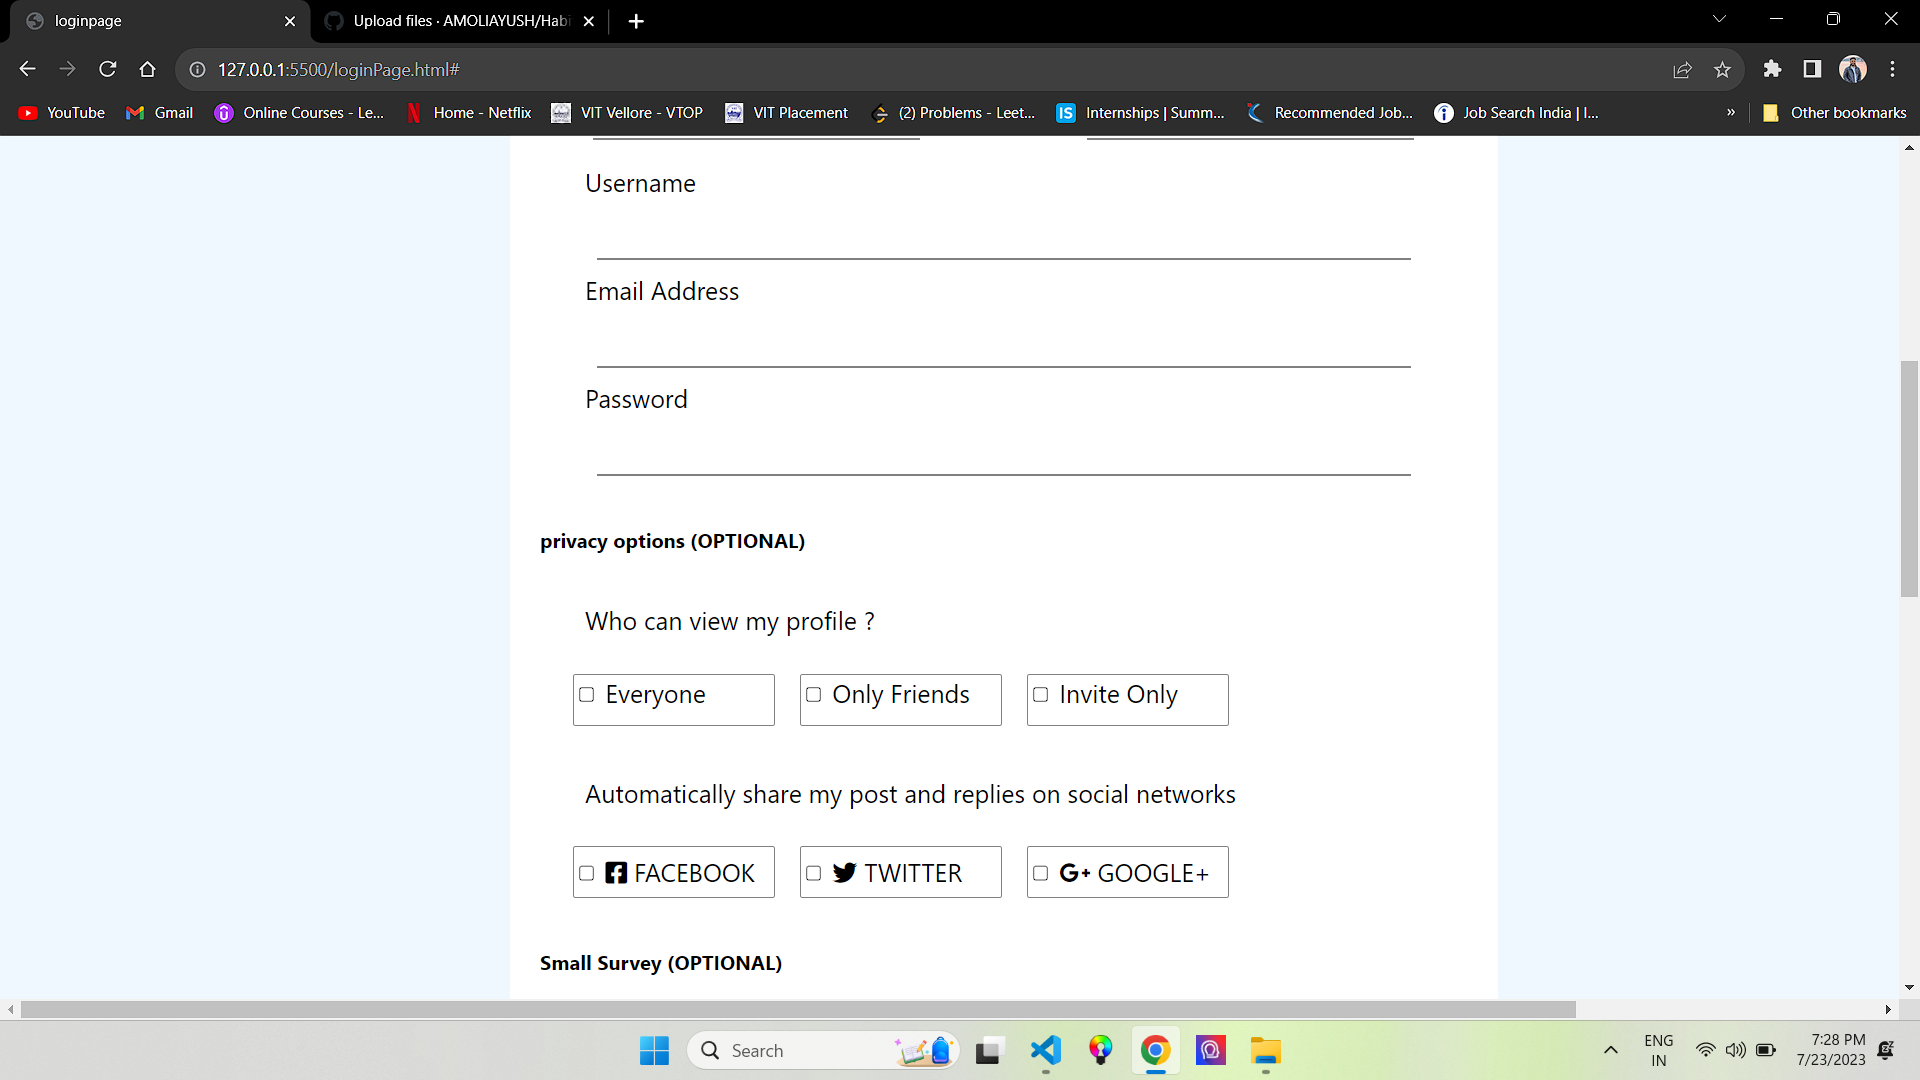 loginpage
Upload files · AMOLIAYUSH/Habi
127.0.0.1:5500/loginPage.html#
YouTube
Gmail
Online Courses - Le...
Home - Netflix
VIT Vellore - VTOP
VIT Placement
(2) Problems - Leet...
IS
Internships | Summ...
Recommended Job...
Job Search India | I...
»
Other bookmarks
Username
Email Address
Password
privacy options (OPTIONAL)
Who can view my profile ?
Everyone
Only Friends
Invite Only
Automatically share my post and replies on social networks
FACEBOOK
TWITTER
G+ GOOGLE+
Small Survey (OPTIONAL)
Search
ENG
IN
7:28 PM
7/23/2023